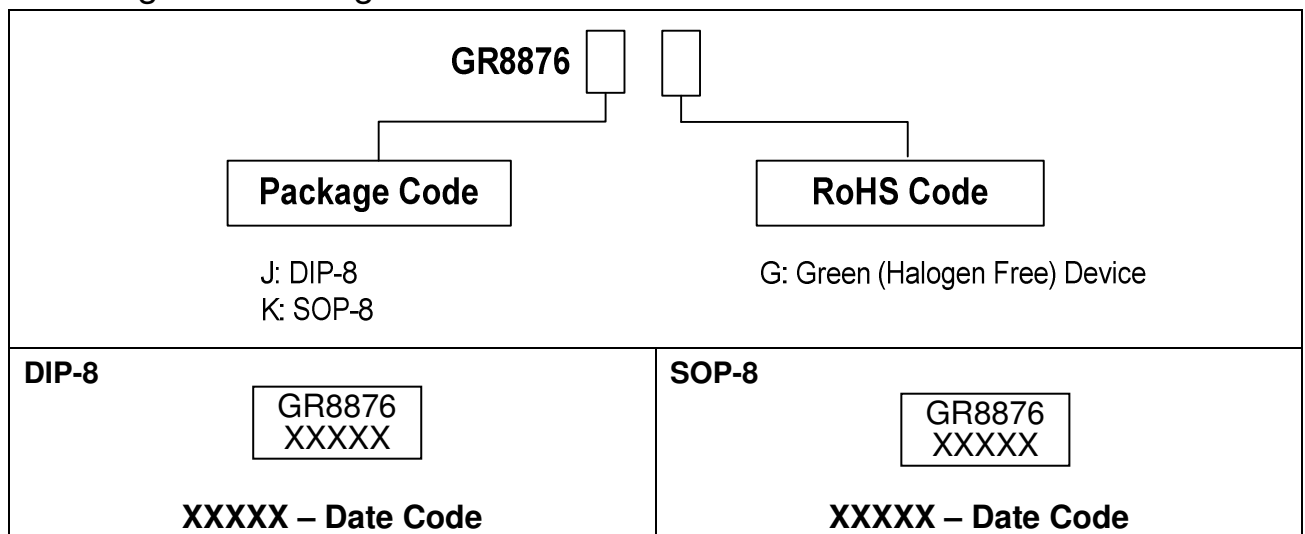 GR8876
Package Code
RoHS Code
J: DIP-8
K: SOP-8
G: Green (Halogen Free) Device
DIP-8
GR8876
XXXXX
XXXXX – Date Code
SOP-8
GR8876
XXXXX
XXXXX – Date Code